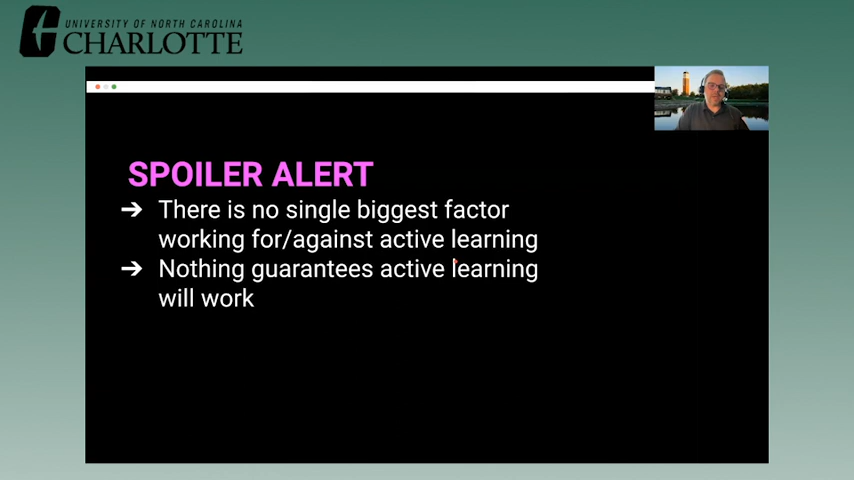 UNIVERSITY OF NORTH CAROLINA
CHARLOTTE
SPOILER ALERT
➔ There is no single biggest factor
working for/against active learning
➔ Nothing guarantees active learning
will work